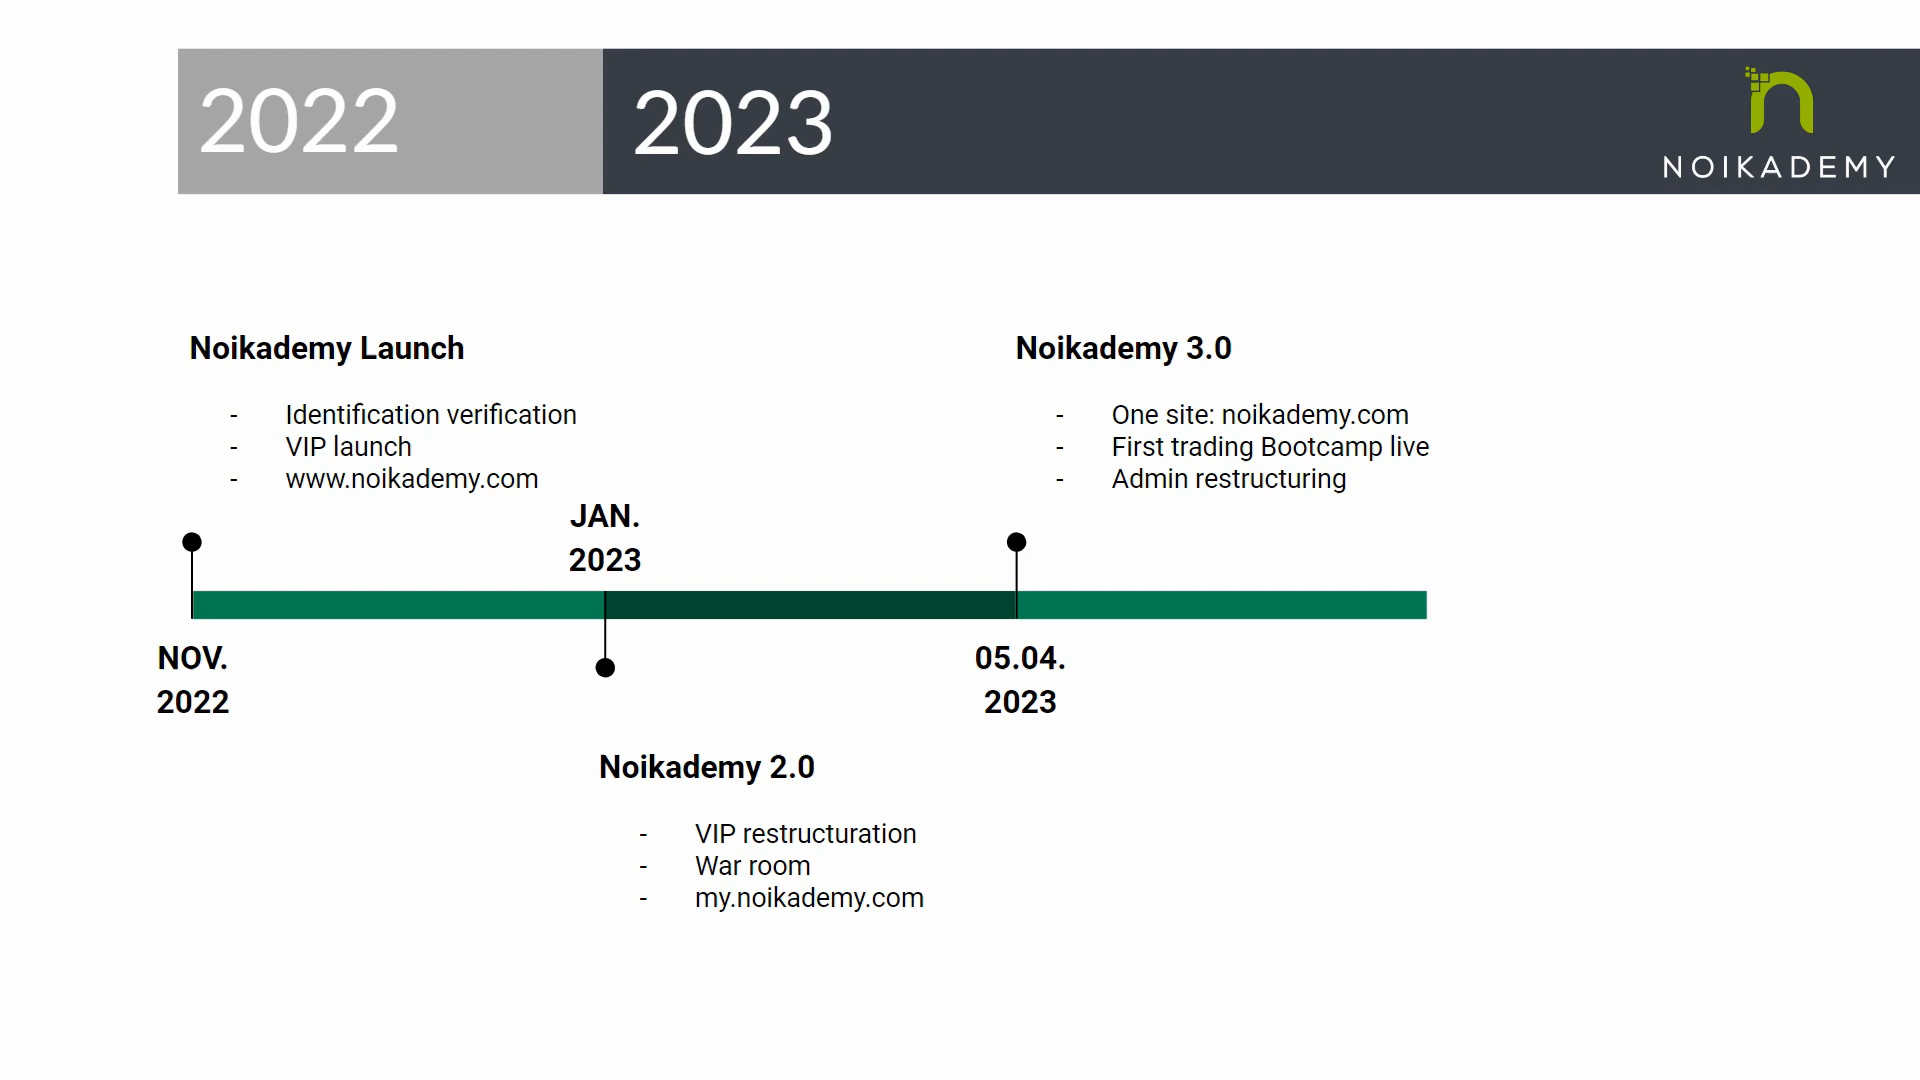 2022
2023
NOIKADEMY
Noikademy Launch
- Identification verification
- VIP launch
- www.noikademy.com
Noikademy 3.0
- One site: noikademy.com
- First trading Bootcamp live
- Admin restructuring
JAN.
2023
NOV.
2022
05.04.
2023
Noikademy 2.0
- VIP restructuration
- War room
- my.noikademy.com